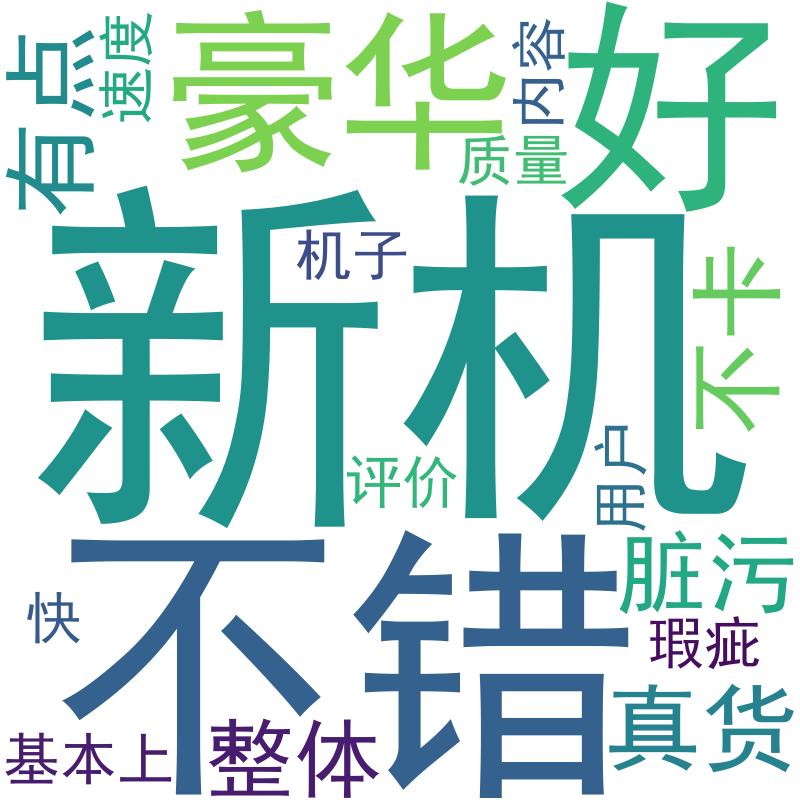 有点
速度
豪华
内容
好
质量
新机
机子
不卡
评价
用户
不错
脏污
快
瑕疵
真货
基本上
整体